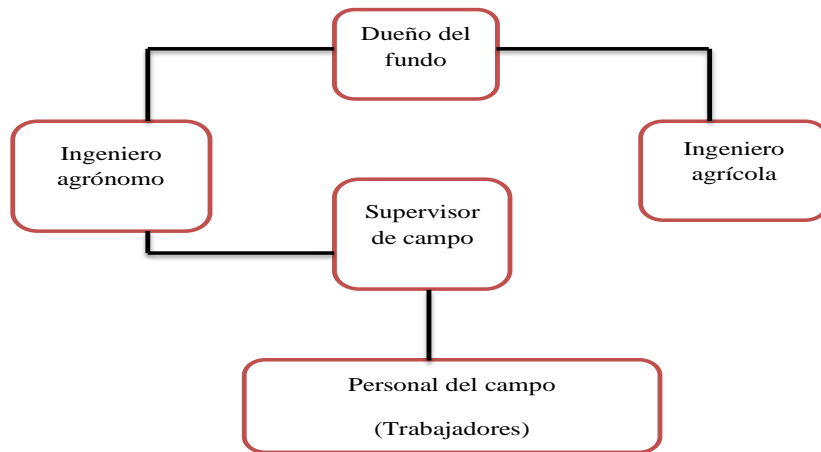 Dueño del
fundo
Ingeniero
agrónomo
Ingeniero
agrícola
Supervisor
de campo
Personal del campo
(Trabajadores)